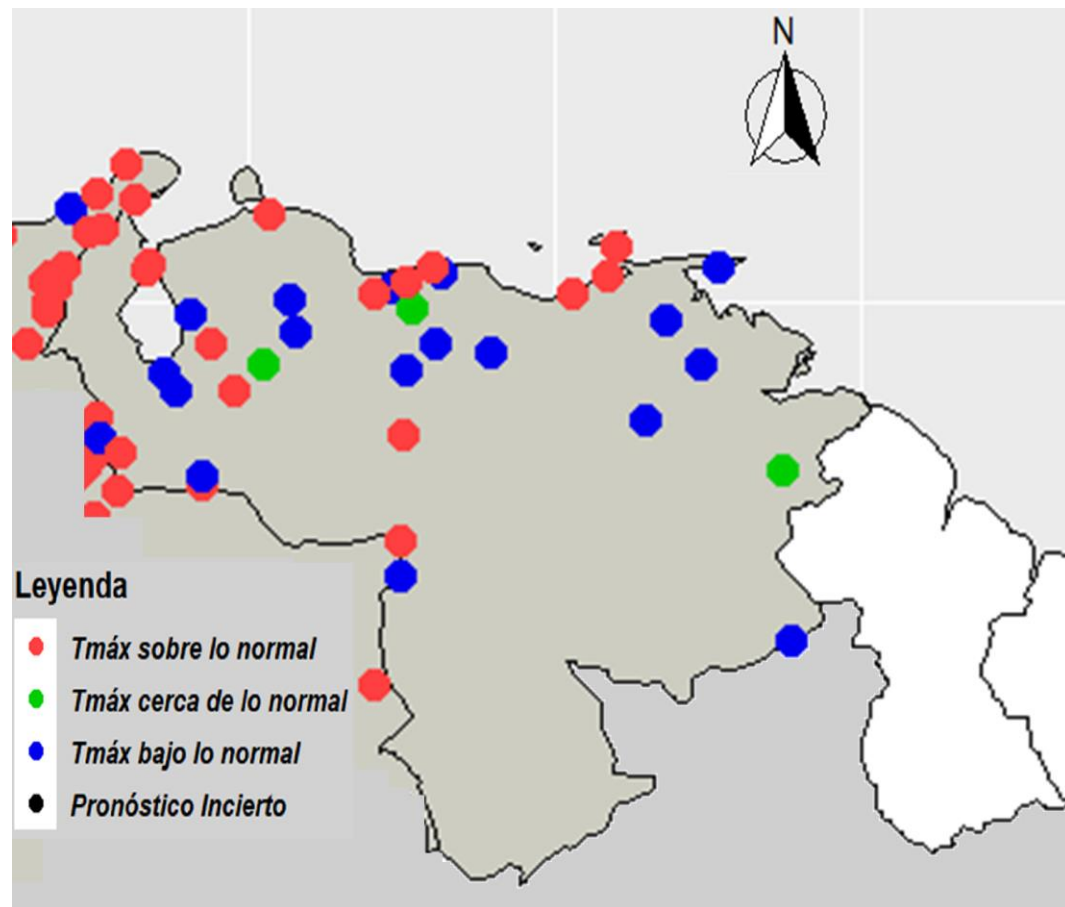 N
Leyenda
Tmáx sobre lo normal
Tmáx cerca de lo normal
Tmáx bajo lo normal
Pronóstico Incierto